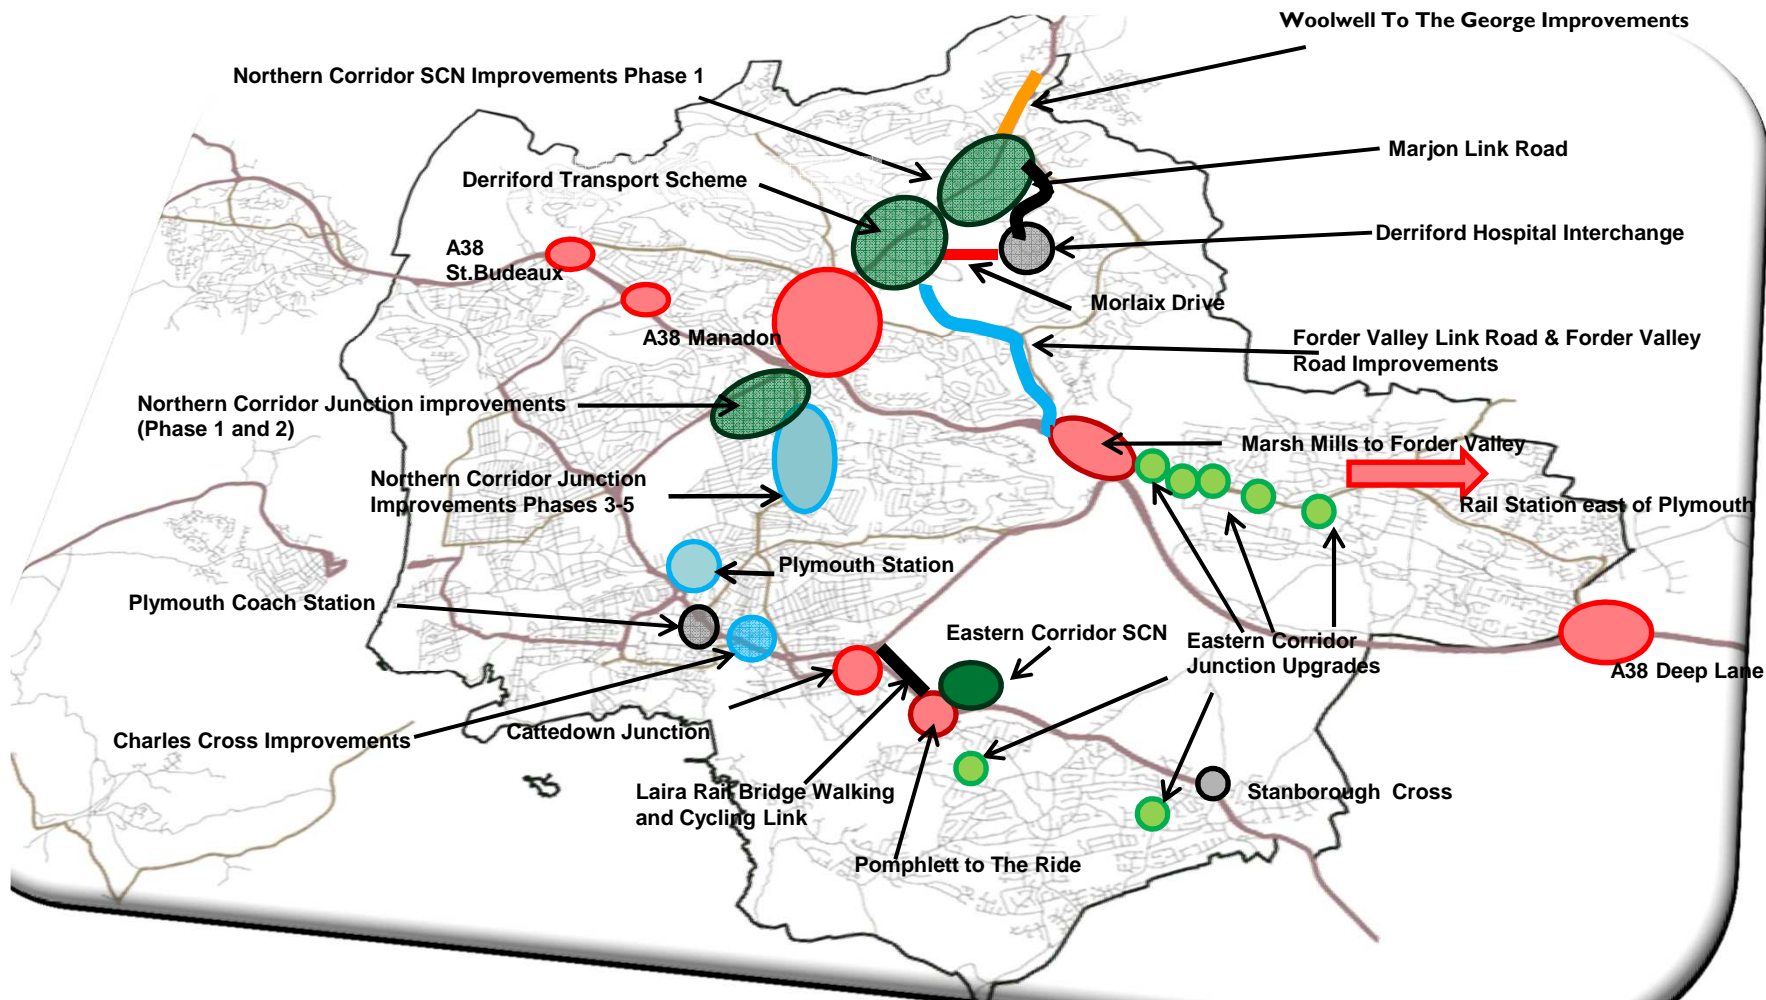 Woolwell To The George Improvements
Northern Corridor SCN Improvements Phase 1
Marjon Link Road
Derriford Transport Scheme
Derriford Hospital Interchange
A38
St.Budeaux
Morlaix Drive
A38 Manadon
Forder Valley Link Road & Forder Valley
Road Improvements
Northern Corridor Junction improvements
(Phase 1 and 2)
Marsh Mills to Forder Valley
Northern Corridor Junction
Improvements Phases 3-5
Rail Station east of Plymouth
Plymouth Station
Plymouth Coach Station
Eastern Corridor SCN
Eastern Corridor
Junction Upgrades
A38 Deep Lane
Charles Cross Improvements
Cattedown Junction
Laira Rail Bridge Walking
and Cycling Link
Stanborough Cross
Pomphlett to The Ride